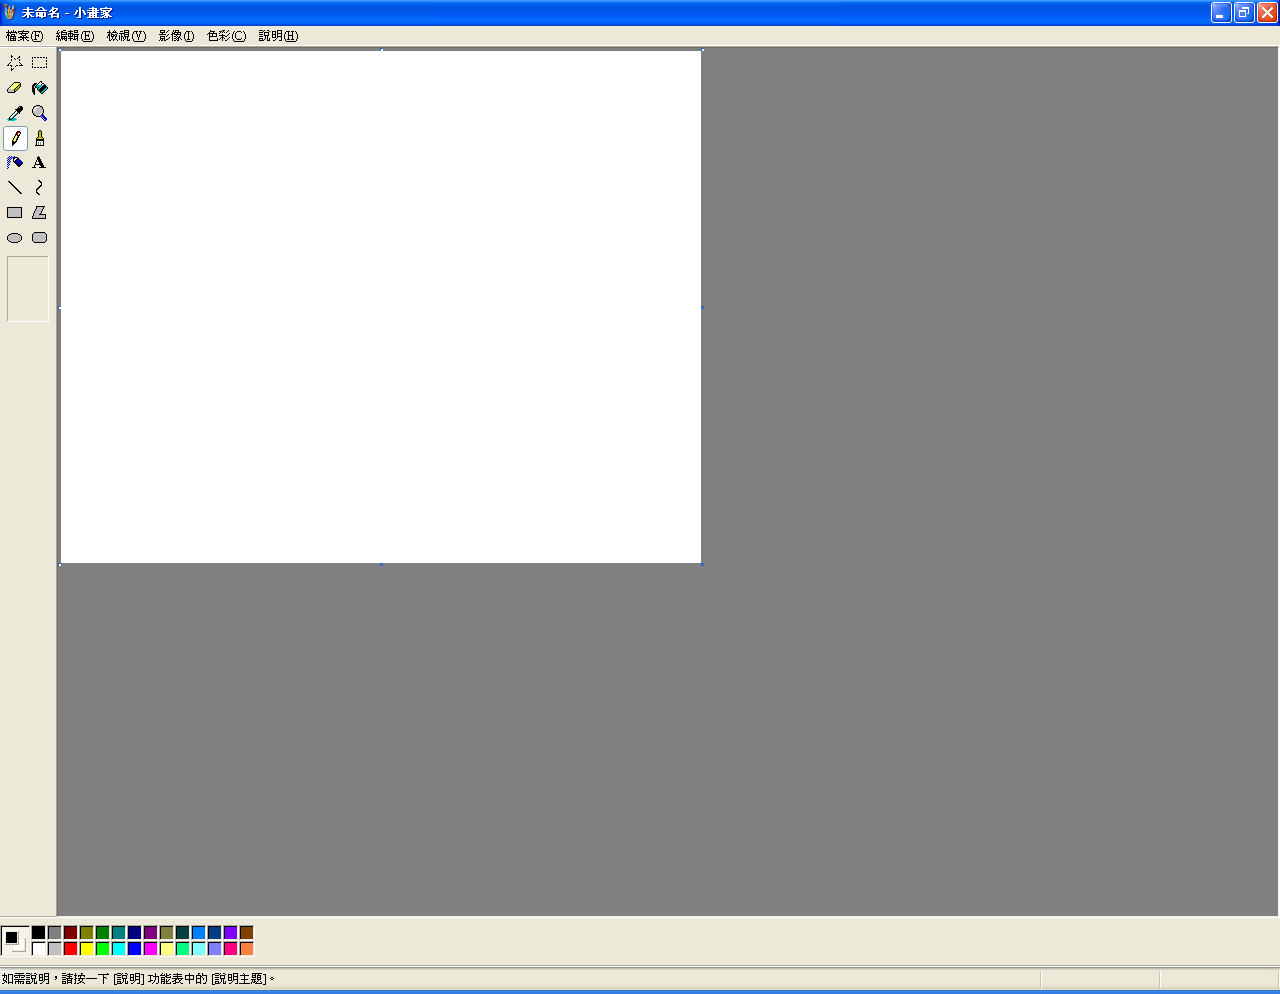 未命名 - 小畫家
檔案(F) 編輯(E) 檢視(V) 影像(I) 色彩(C) 說明(H)
A
如需說明，請按一下 [說明] 功能表中的 [說明主題]。